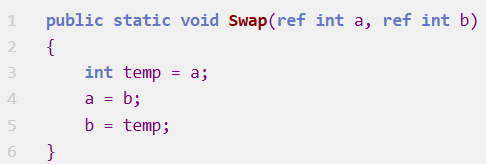 1 public static void Swap(ref int a, ref int b)
2 {
3     int temp = a;
4     a = b;
5     b = temp;
6 }